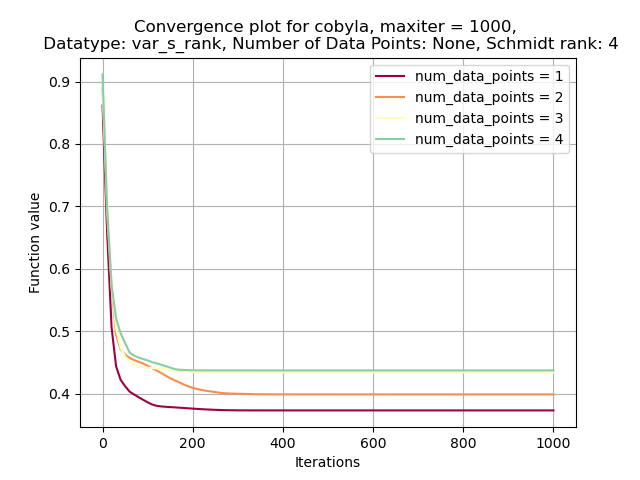 Convergence plot for cobyla, maxiter = 1000,
Datatype: var_s_rank, Number of Data Points: None, Schmidt rank: 4
num_data_points = 1
num_data_points = 2
num_data_points = 3
num_data_points = 4
Function value
0.9
0.8
0.7
0.6
0.5
0.4
0 200 400 600 800 1000
Iterations